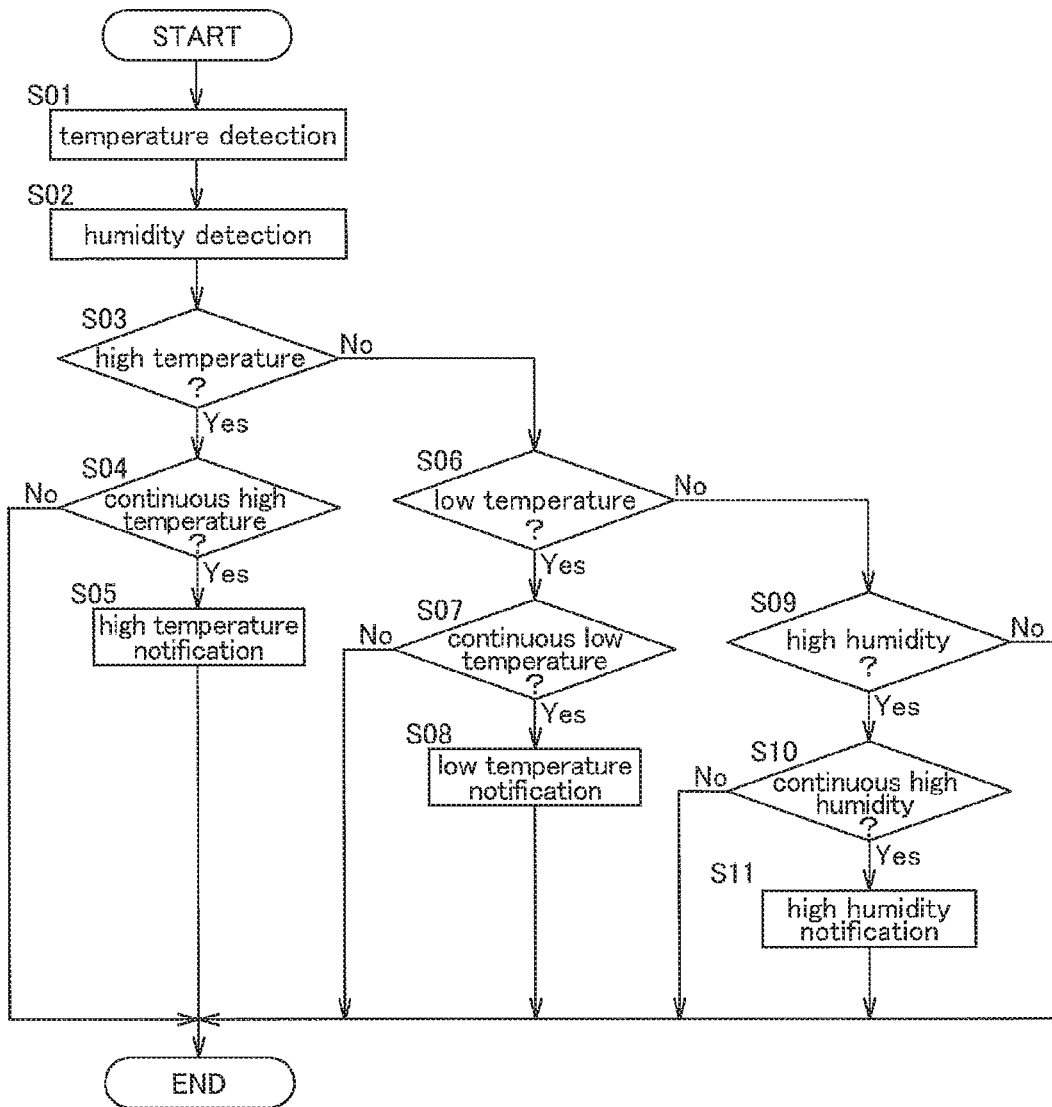 START
S01
temperature detection
S02
humidity detection
S03
high temperature
?
No
Yes
S04
continuous high
temperature
?
No
Yes
S05
high temperature
notification
S06
low temperature
?
No
Yes
S07
continuous low
temperature
?
No
Yes
S08
low temperature
notification
S09
high humidity
?
No
Yes
S10
continuous high
humidity
?
No
Yes
S11
high humidity
notification
END